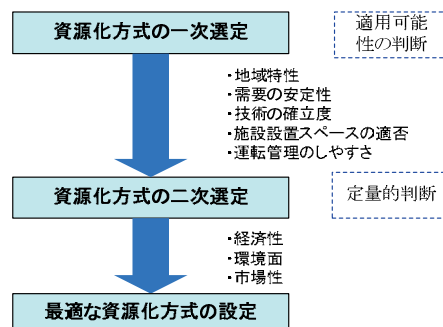 資源化方式の一次選定
適用可能
性の判断
・地域特性
・需要の安定性
・技術の確立度
・施設設置スペースの適否
・運転管理のしやすさ
資源化方式の二次選定
定量的判断
・経済性
・環境面
・市場性
最適な資源化方式の設定